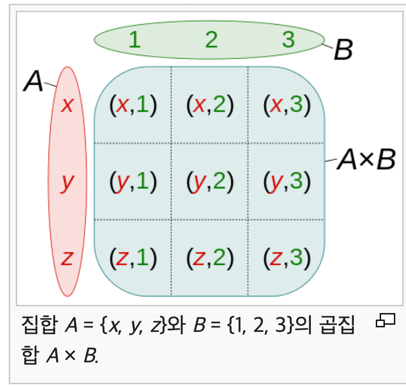 1 2 3
B
A
x (x,1) (x,2) (x,3)
A×B
y (y,1) (y,2) (y,3)
z (z,1) (z,2) (z,3)
집합 A = {x, y, z}와 B = {1, 2, 3}의 곱집
합 A × B.